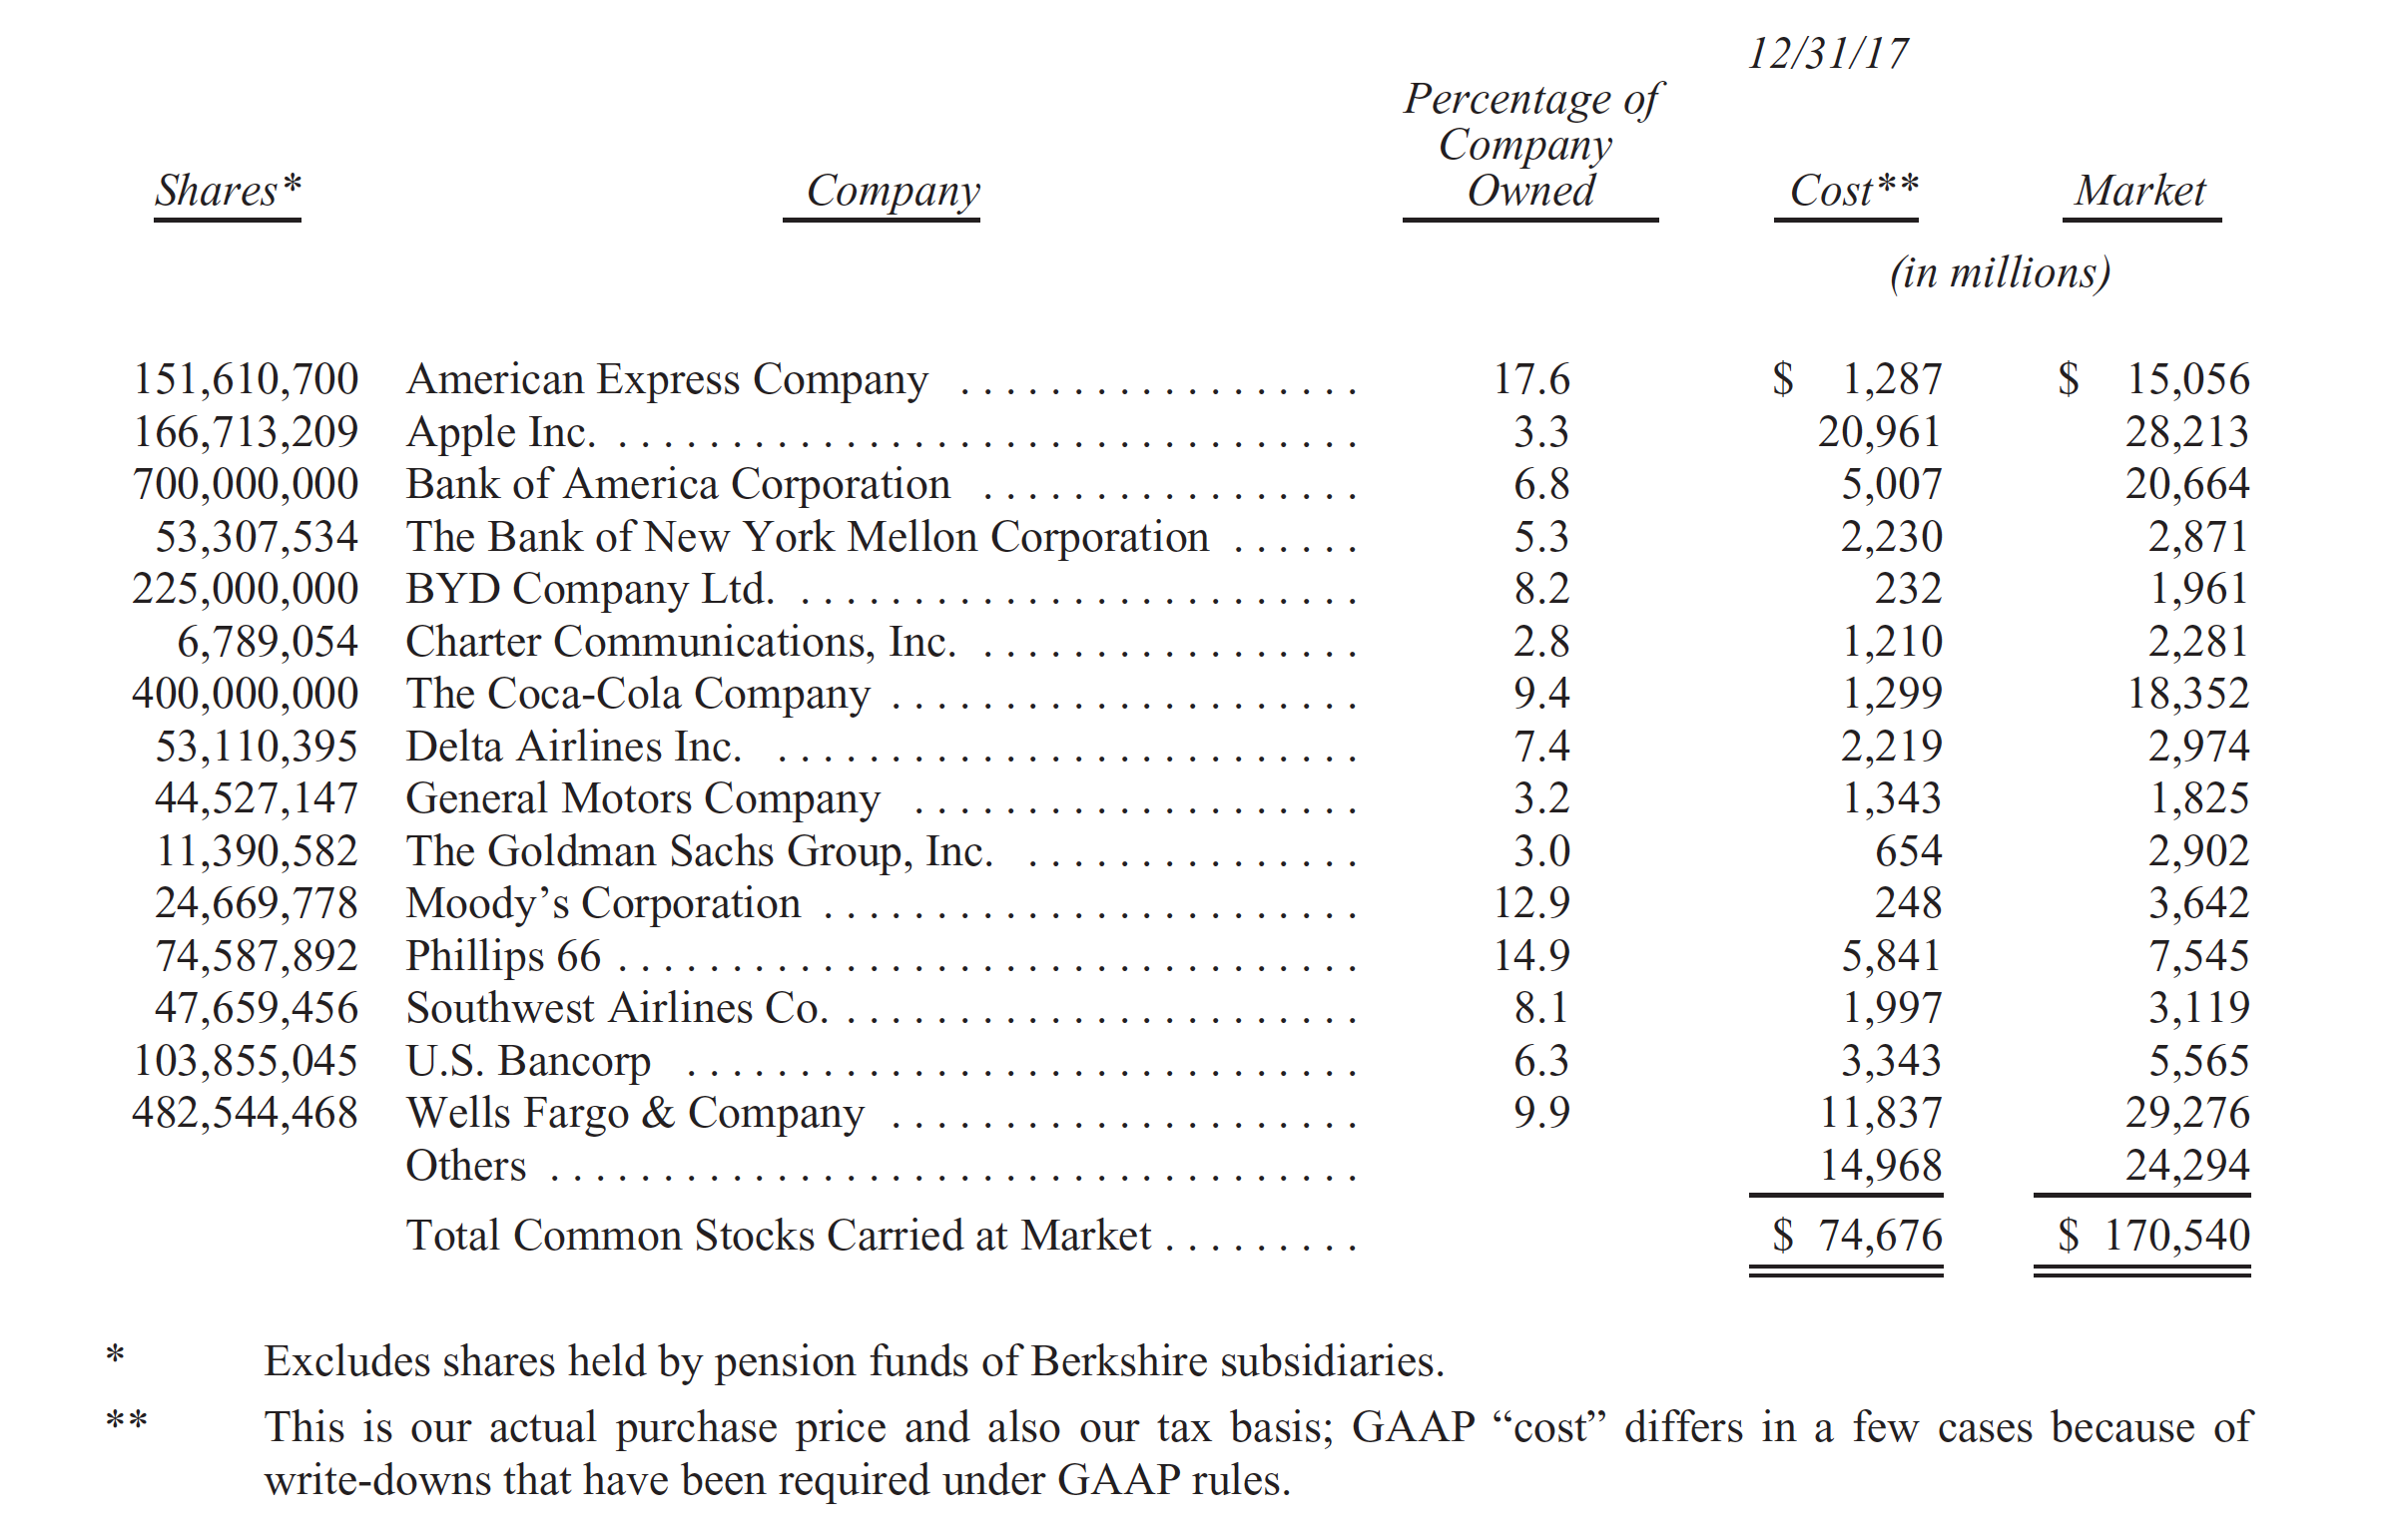 12/31/17
Percentage of
Company
Shares* Company Owned Cost** Market
(in millions)
151,610,700 American Express Company . . . . . . . . . . . . . . . . . . 17.6 $ 1,287 $ 15,056
166,713,209 Apple Inc. . . . . . . . . . . . . . . . . . . . . . . . . . . . . . . . . . 3.3 20,961 28,213
700,000,000 Bank of America Corporation . . . . . . . . . . . . . . . . . 6.8 5,007 20,664
53,307,534 The Bank of New York Mellon Corporation . . . . . . 5.3 2,230 2,871
225,000,000 BYD Company Ltd. . . . . . . . . . . . . . . . . . . . . . . . . . 8.2 232 1,961
6,789,054 Charter Communications, Inc. . . . . . . . . . . . . . . . . . 2.8 1,210 2,281
400,000,000 The Coca-Cola Company . . . . . . . . . . . . . . . . . . . . . 9.4 1,299 18,352
53,110,395 Delta Airlines Inc. . . . . . . . . . . . . . . . . . . . . . . . . . . 7.4 2,219 2,974
44,527,147 General Motors Company . . . . . . . . . . . . . . . . . . . . 3.2 1,343 1,825
11,390,582 The Goldman Sachs Group, Inc. . . . . . . . . . . . . . . . 3.0 654 2,902
24,669,778 Moody’s Corporation . . . . . . . . . . . . . . . . . . . . . . . . 12.9 248 3,642
74,587,892 Phillips 66 . . . . . . . . . . . . . . . . . . . . . . . . . . . . . . . . . 14.9 5,841 7,545
47,659,456 Southwest Airlines Co. . . . . . . . . . . . . . . . . . . . . . . . 8.1 1,997 3,119
103,855,045 U.S. Bancorp . . . . . . . . . . . . . . . . . . . . . . . . . . . . . . 6.3 3,343 5,565
482,544,468 Wells Fargo & Company . . . . . . . . . . . . . . . . . . . . . 9.9 11,837 29,276
Others . . . . . . . . . . . . . . . . . . . . . . . . . . . . . . . . . . . . 14,968 24,294
Total Common Stocks Carried at Market . . . . . . . . . $ 74,676 $ 170,540
* Excludes shares held by pension funds of Berkshire subsidiaries.
** This is our actual purchase price and also our tax basis; GAAP “cost” differs in a few cases because of
write-downs that have been required under GAAP rules.